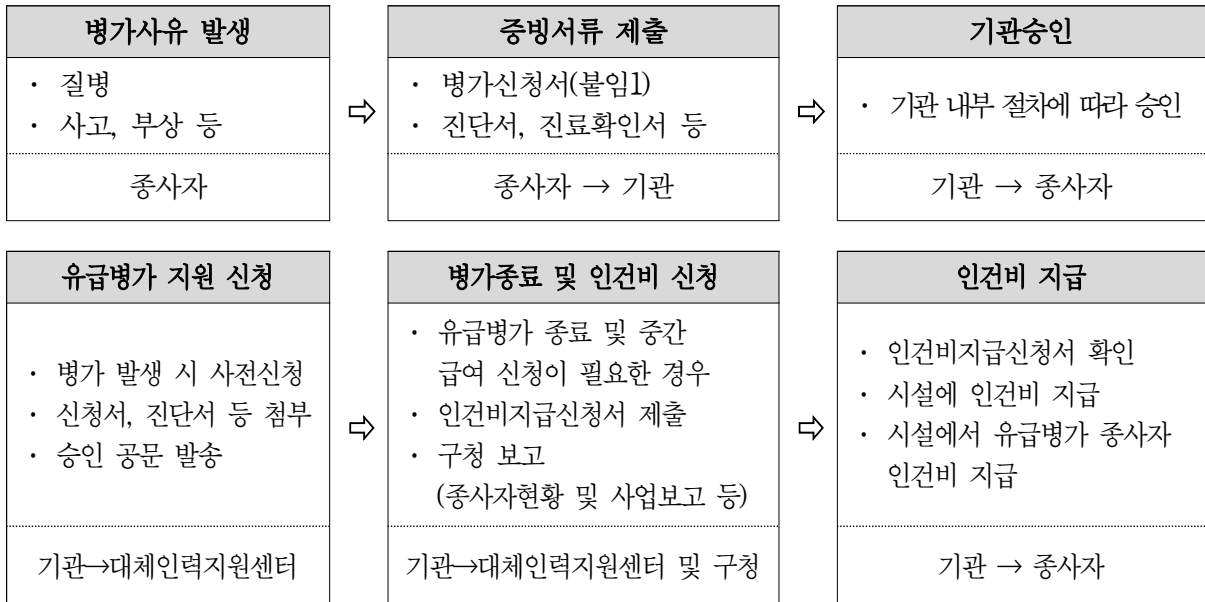 병가사유 발생
· 질병
· 사고, 부상 등
종사자
⇨
증빙서류 제출
· 병가신청서(붙임1)
· 진단서, 진료확인서 등
종사자 → 기관
⇨
기관승인
· 기관 내부 절차에 따라 승인
기관 → 종사자
유급병가 지원 신청
· 병가 발생 시 사전신청
· 신청서, 진단서 등 첨부
· 승인 공문 발송
기관→대체인력지원센터
⇨
병가종료 및 인건비 신청
· 유급병가 종료 및 중간
급여 신청이 필요한 경우
· 인건비지급신청서 제출
· 구청 보고
(종사자현황 및 사업보고 등)
기관→대체인력지원센터 및 구청
⇨
인건비 지급
· 인건비지급신청서 확인
· 시설에 인건비 지급
· 시설에서 유급병가 종사자
인건비 지급
기관 → 종사자